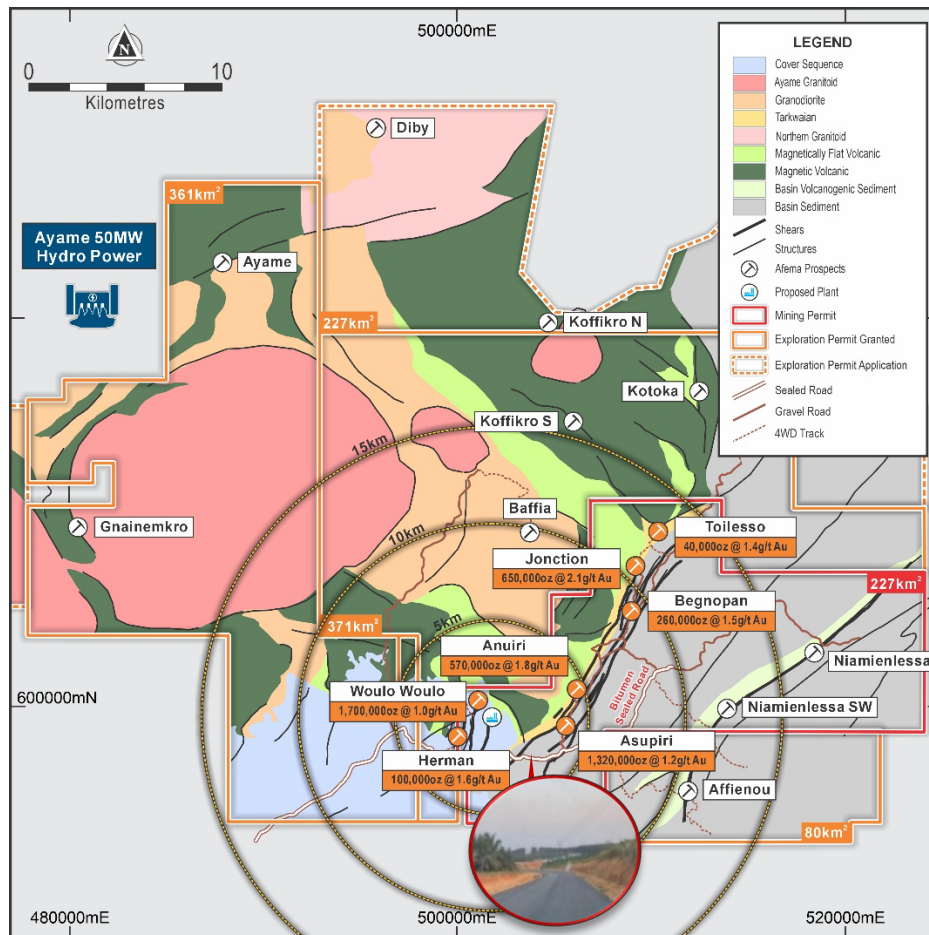 500000mE
N
0
10
Kilometres
LEGEND
Cover Sequence
Ayame Granitoid
Granodiorite
Tarkwaian
Northern Granitoid
Magnetically Flat Volcanic
Magnetic Volcanic
Basin Volcanogenic Sediment
Basin Sediment
Shears
Structures
Afema Prospects
Proposed Plant
Mining Permit
Exploration Permit Granted
Exploration Permit Application
Sealed Road
Gravel Road
4WD Track
Diby
361km²
Ayame 50MW
Hydro Power
Ayame
227km²
Koffikro N
Kotoka
Koffikro S
15km
10km
Baffia
Gnainemkro
Toilesso
40,000oz @ 1.4g/t Au
Jonction
650,000oz @ 2.1g/t Au
227km²
Begnopan
260,000oz @ 1.5g/t Au
5km
371km²
Anuiri
570,000oz @ 1.8g/t Au
Niamienlessa
600000mN
Woulo Woulo
1,700,000oz @ 1.0g/t Au
Bitumen
Sealed Road
Niamienlessa SW
Asupiri
1,320,000oz @ 1.2g/t Au
Herman
100,000oz @ 1.6g/t Au
Affienou
80km²
480000mE
500000mE
520000mE